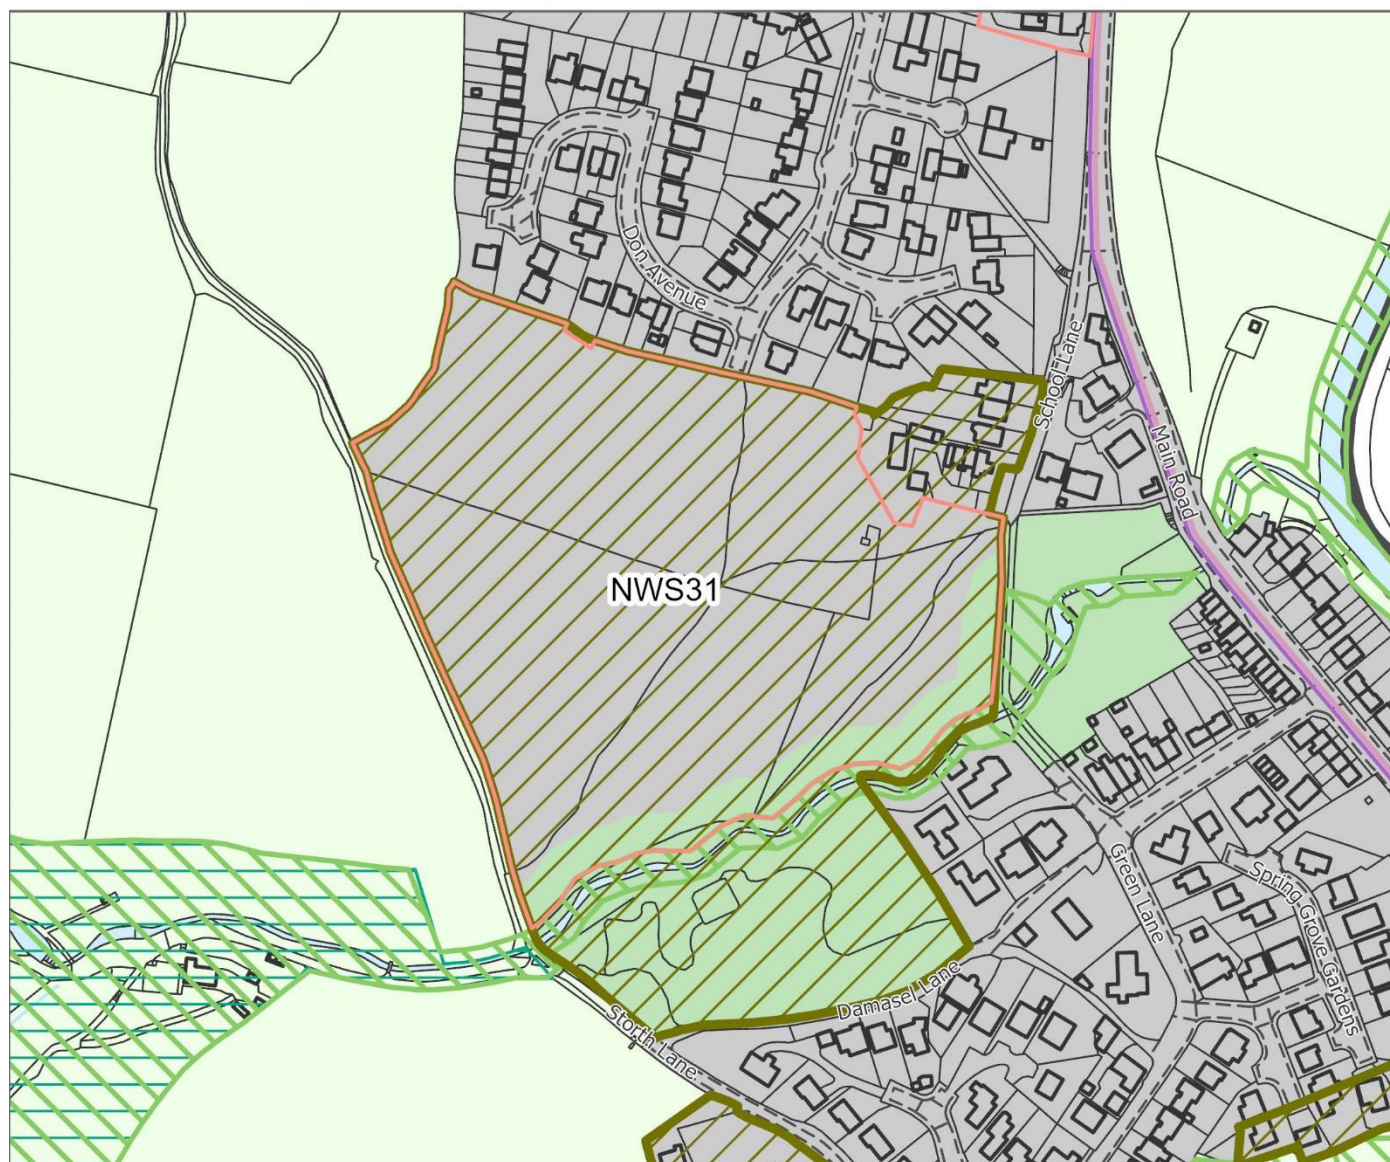 Don Avenue
School Lane
Main Road
NWS31
Green Lane
Spring Grove Gardens
Damasel Lane
Storth Lane